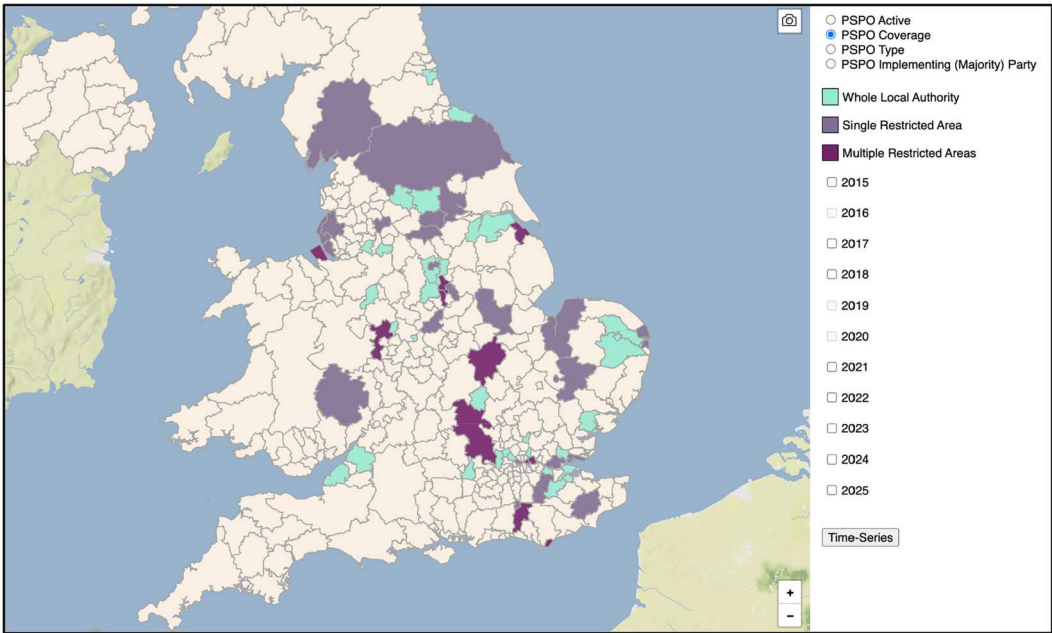 PSPO Active
PSPO Coverage
PSPO Type
PSPO Implementing (Majority) Party
Whole Local Authority
Single Restricted Area
Multiple Restricted Areas
2015
2016
2017
2018
2019
2020
2021
2022
2023
2024
2025
Time-Series
+
−